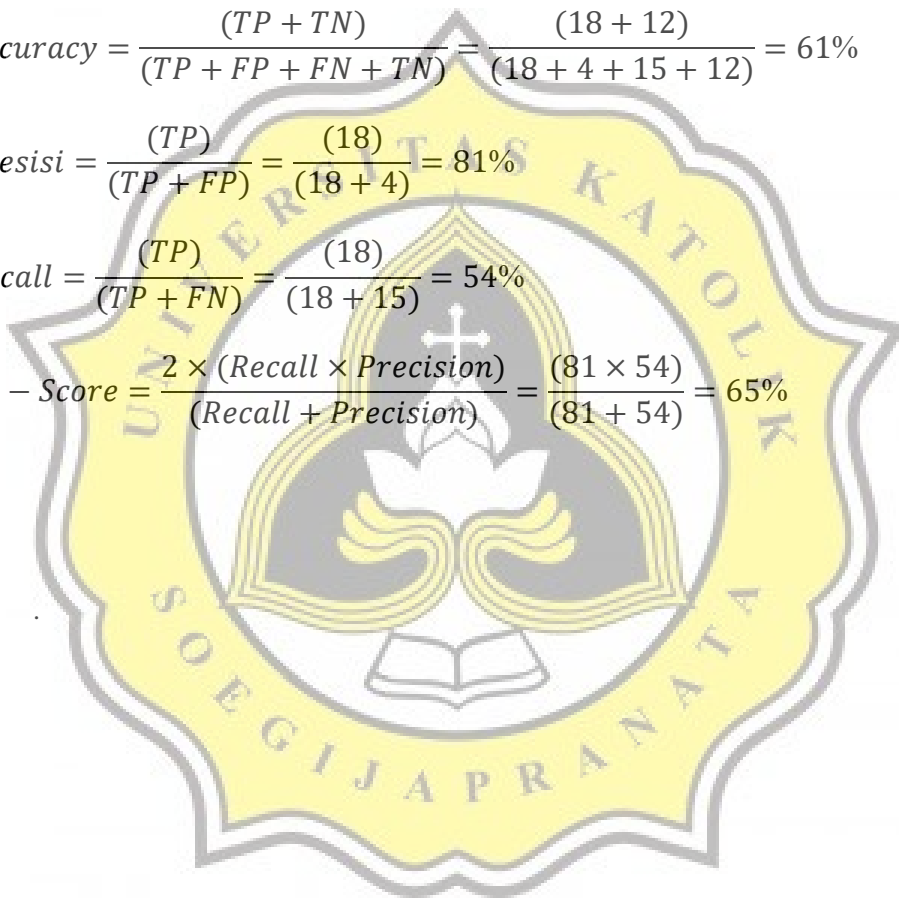 curacy = (TP + TN) / (TP + FP + FN + TN) = (18 + 12) / (18 + 4 + 15 + 12) = 61%
esisi = (TP) / (TP + FP) = (18) / (18 + 4) = 81%
call = (TP) / (TP + FN) = (18) / (18 + 15) = 54%
− Score = 2 × (Recall × Precision) / (Recall + Precision) = (81 × 54) / (81 + 54) = 65%
.
UNIVERSITAS KATOLIK
SOEGIJAPRANATA